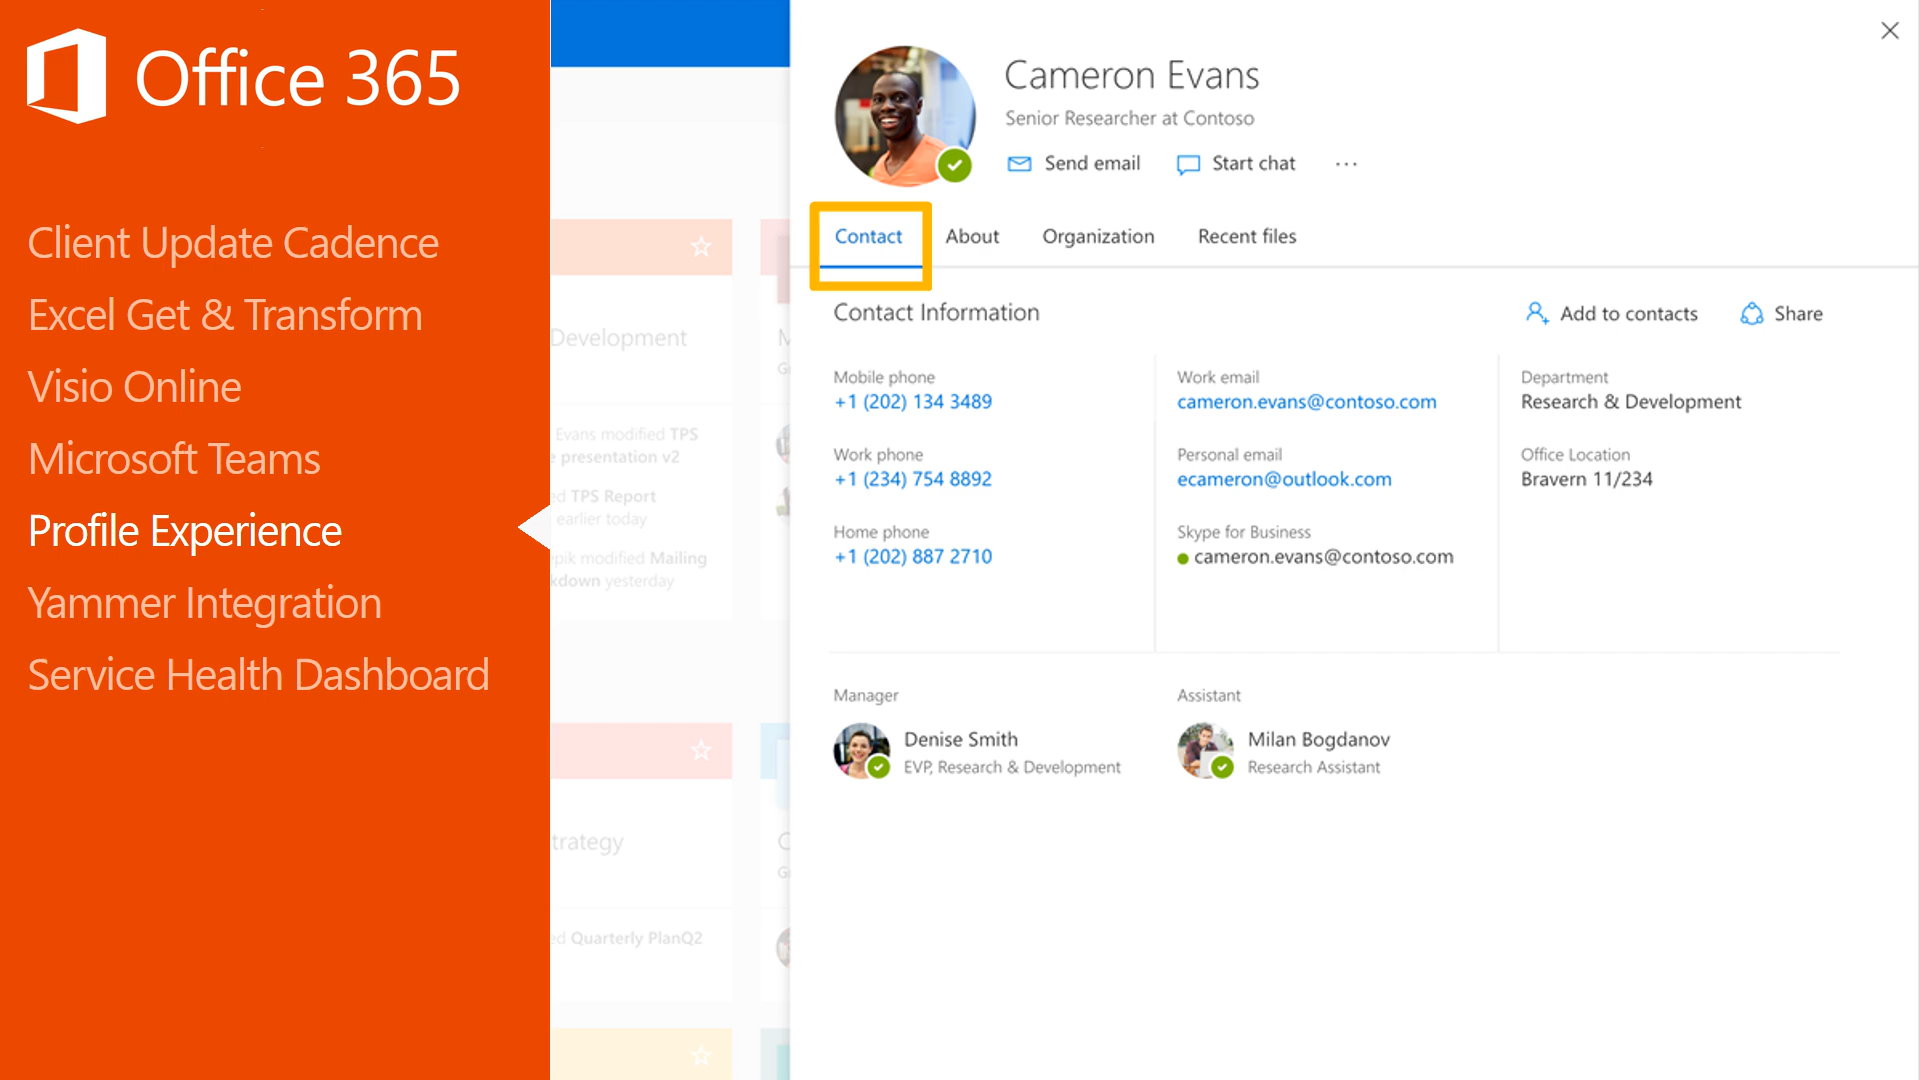 Office 365
Client Update Cadence
Excel Get & Transform
Visio Online
Microsoft Teams
Profile Experience
Yammer Integration
Service Health Dashboard
Development
Evans modified TPS
presentation v2
TPS Report
earlier today
modified Mailing
yesterday
Quarterly PlanQ2
Cameron Evans
Senior Researcher at Contoso
Send email
Start chat
...
Contact
About
Organization
Recent files
Contact Information
Add to contacts
Share
Mobile phone
+1 (202) 134 3489
Work phone
+1 (234) 754 8892
Home phone
+1 (202) 887 2710
Work email
cameron.evans@contoso.com
Personal email
ecameron@outlook.com
Skype for Business
cameron.evans@contoso.com
Department
Research & Development
Office Location
Bravern 11/234
Manager
Denise Smith
EVP, Research & Development
Assistant
Milan Bogdanov
Research Assistant